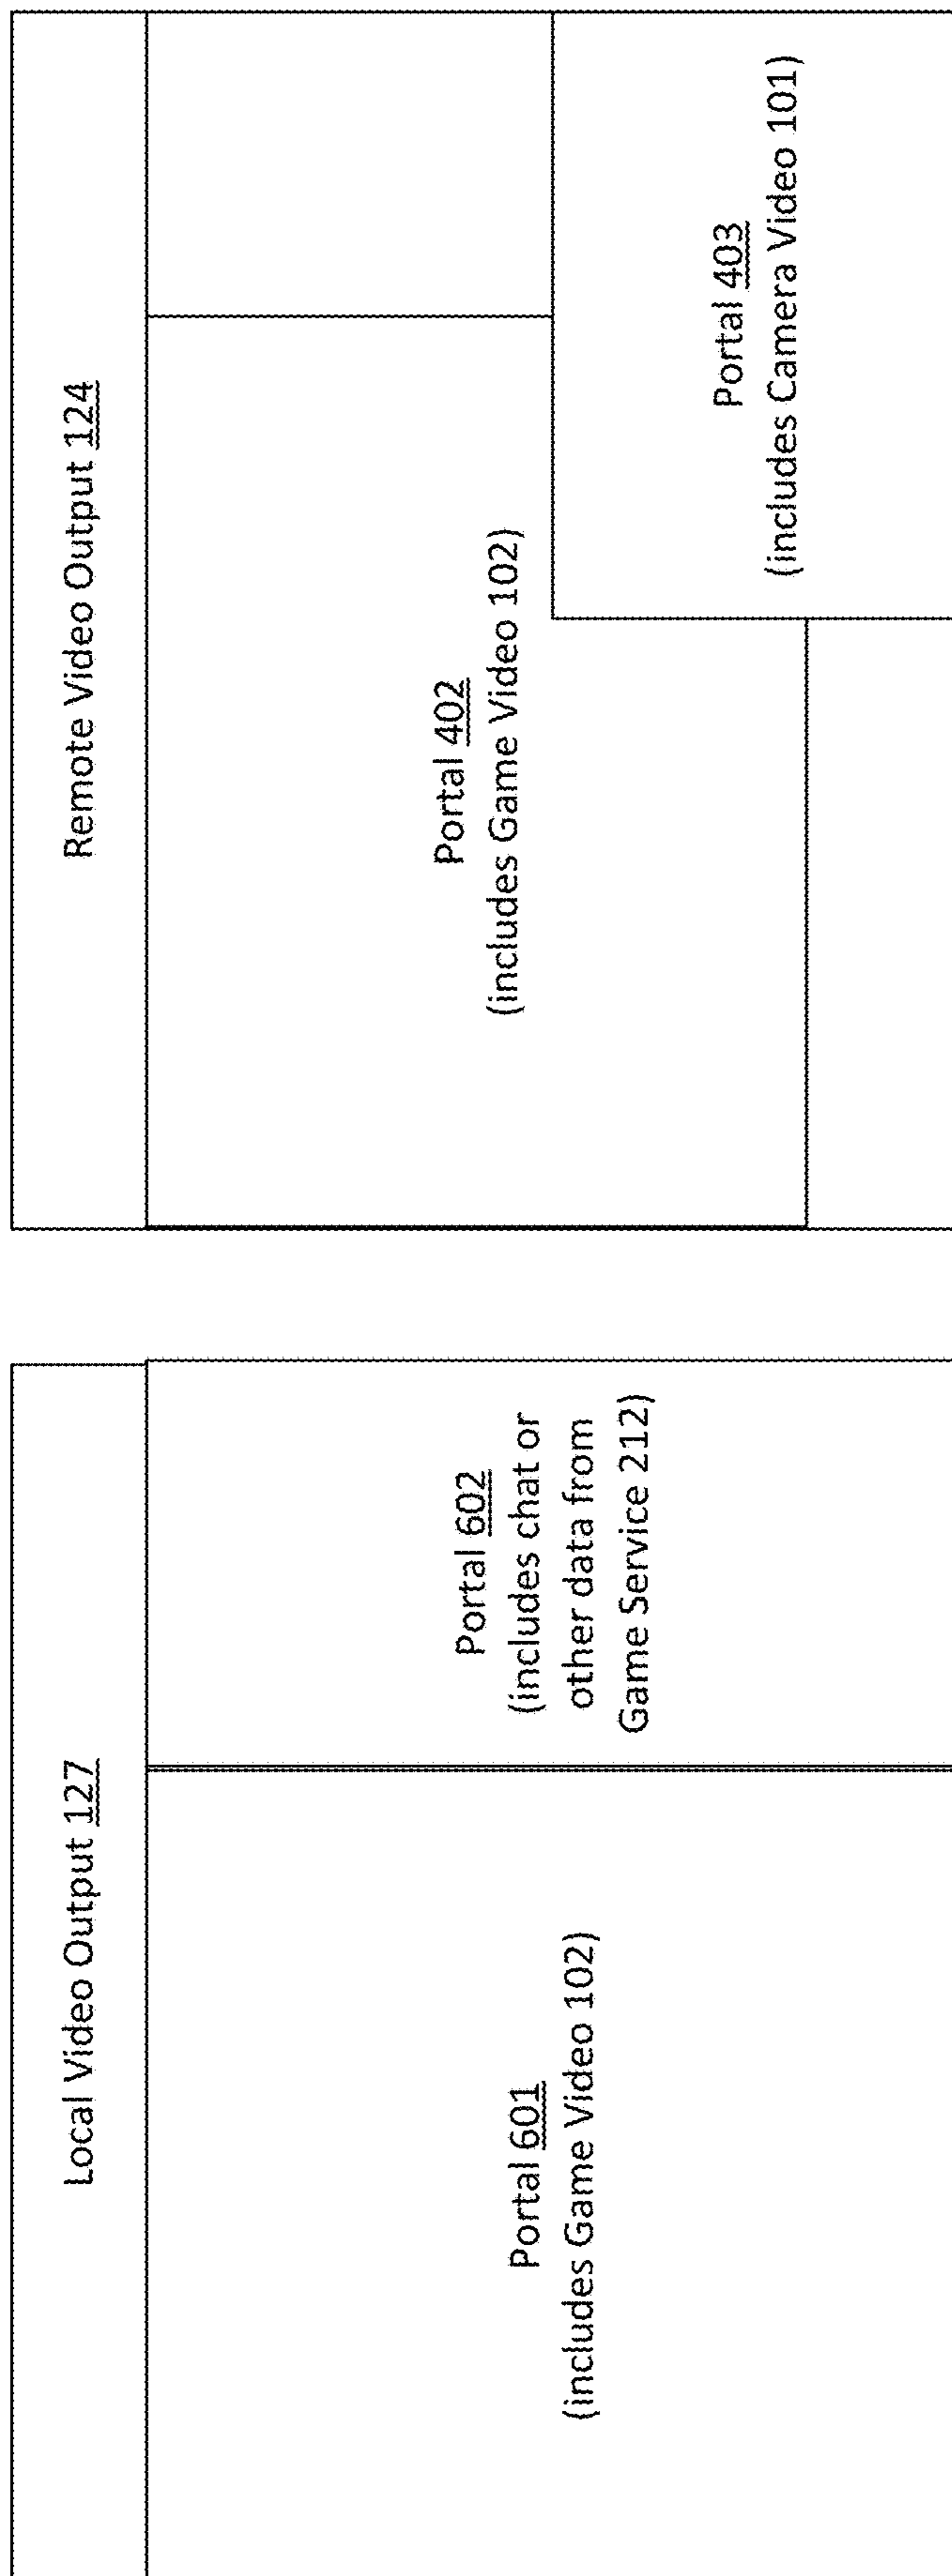 Local Video Output 127
Portal 601
(includes Game Video 102)
Portal 602
(includes chat or
other data from
Game Service 212)
Remote Video Output 124
Portal 402
(includes Game Video 102)
Portal 403
(includes Camera Video 101)